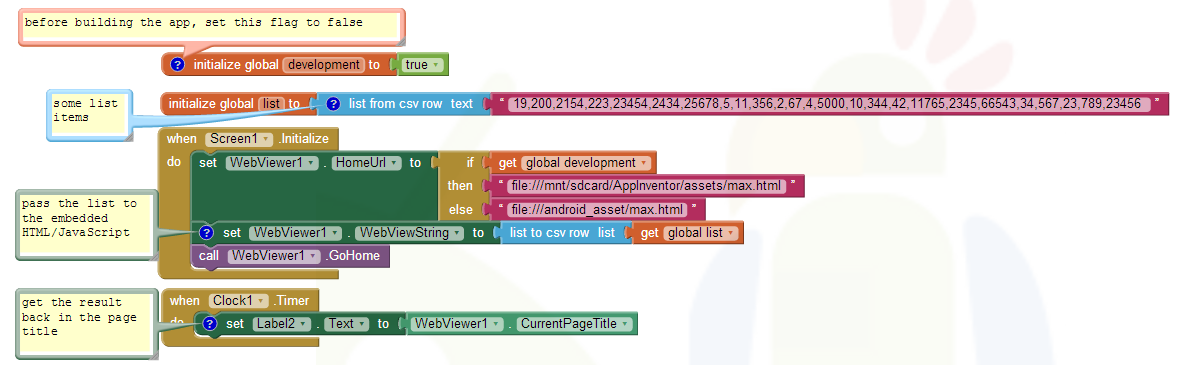 before building the app, set this flag to false
? initialize global development to true
some list
items
initialize global list to ? list from csv row text " 19,200,2154,223,23454,2434,25678,5,11,356,2,67,4,5000,10,344,42,11765,2345,66543,34,567,23,789,23456 "
when Screen1 .Initialize
do set WebViewer1 . HomeUrl to if get global development
then " file:///mnt/sdcard/AppInventor/assets/max.html "
else " file:///android_asset/max.html "
pass the list to
the embedded
HTML/JavaScript
? set WebViewer1 . WebViewString to list to csv row list get global list
call WebViewer1 .GoHome
get the result
back in the page
title
when Clock1 .Timer
do ? set Label2 . Text to WebViewer1 . CurrentPageTitle